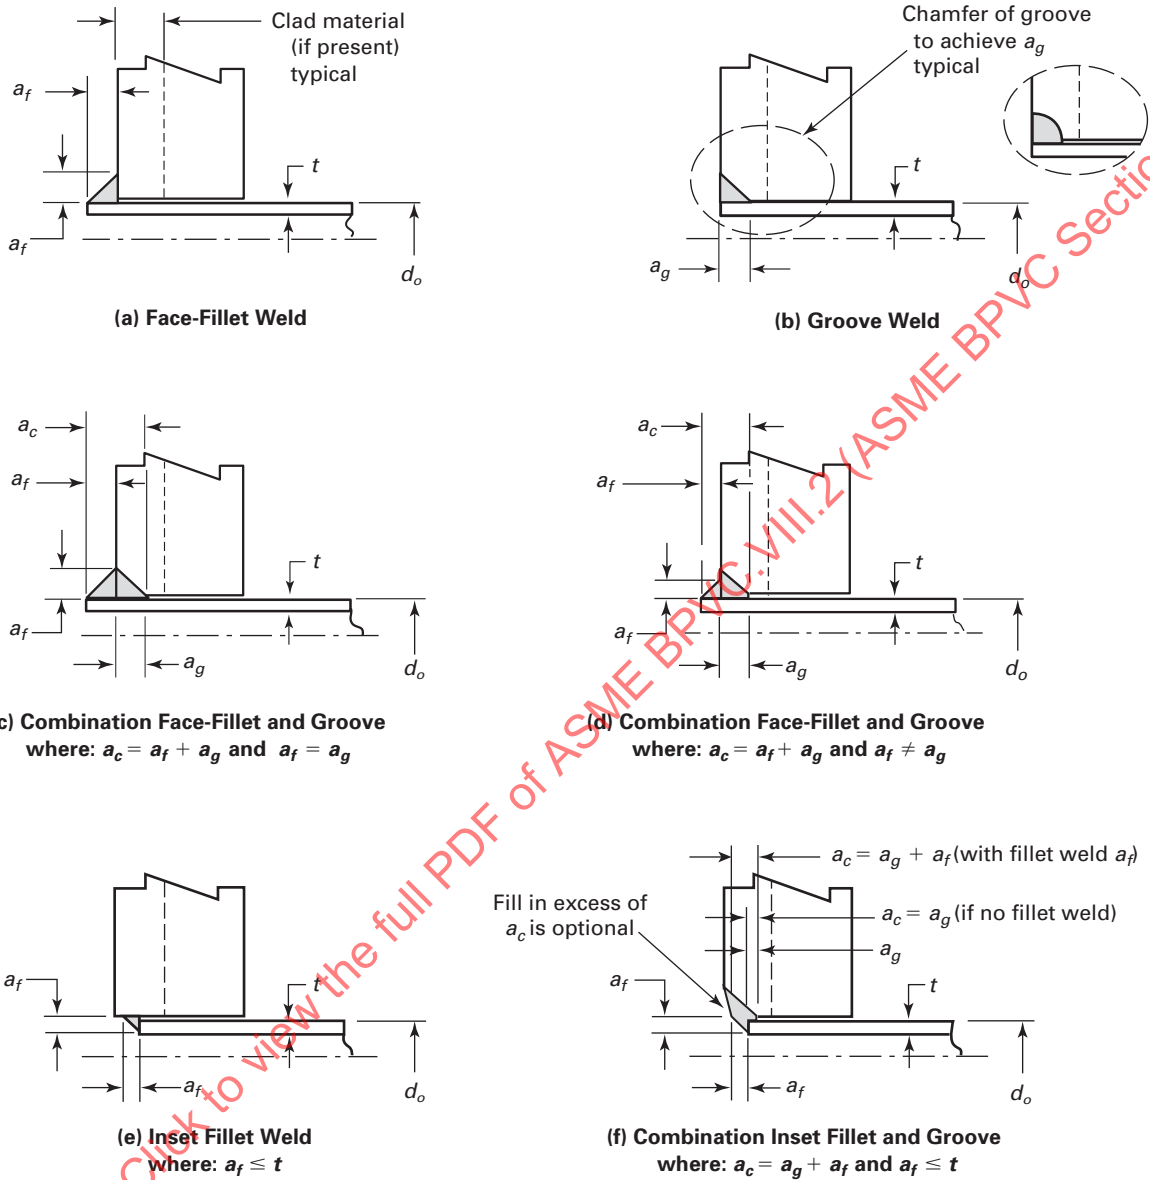 Clad material
(if present)
typical
a_f
t
a_f
d_o
(a) Face-Fillet Weld
Chamfer of groove
to achieve a_g
typical
t
a_g
d_o
(b) Groove Weld
a_c
a_f
t
a_f
a_g
d_o
c) Combination Face-Fillet and Groove
where: a_c = a_f + a_g and a_f = a_g
a_c
a_f
t
a_f
a_g
d_o
(d) Combination Face-Fillet and Groove
where: a_c = a_f + a_g and a_f ≠ a_g
a_f
t
a_f
d_o
(e) Inset Fillet Weld
where: a_f ≤ t
a_c = a_g + a_f (with fillet weld a_f)
Fill in excess of
a_c is optional
a_c = a_g (if no fillet weld)
a_g
a_f
t
a_f
d_o
(f) Combination Inset Fillet and Groove
where: a_c = a_g + a_f and a_f ≤ t
Click to view the full PDF of ASME BPVC.VIII.2 (ASME BPVC Sectio